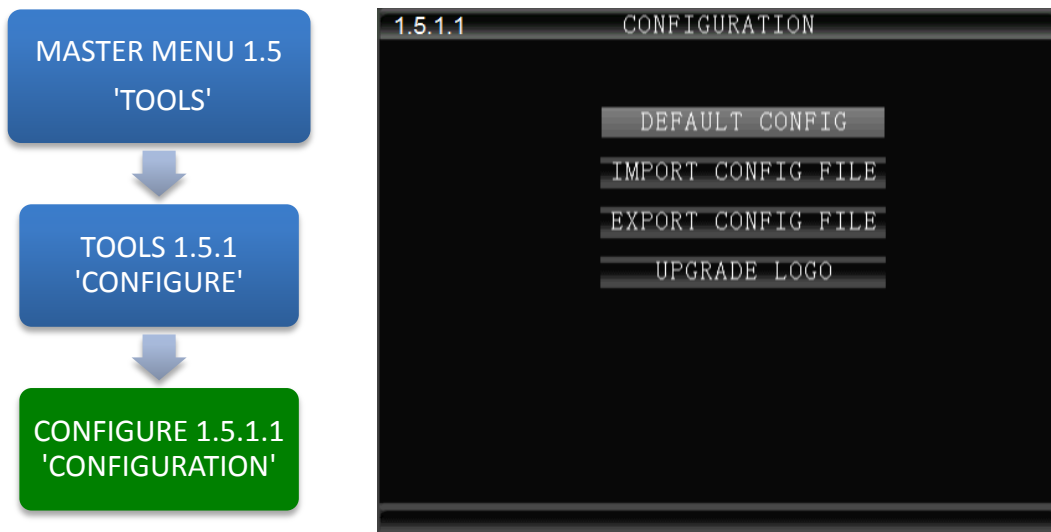 MASTER MENU 1.5
'TOOLS'
TOOLS 1.5.1
'CONFIGURE'
CONFIGURE 1.5.1.1
'CONFIGURATION'
1.5.1.1 CONFIGURATION
DEFAULT CONFIG
IMPORT CONFIG FILE
EXPORT CONFIG FILE
UPGRADE LOGO